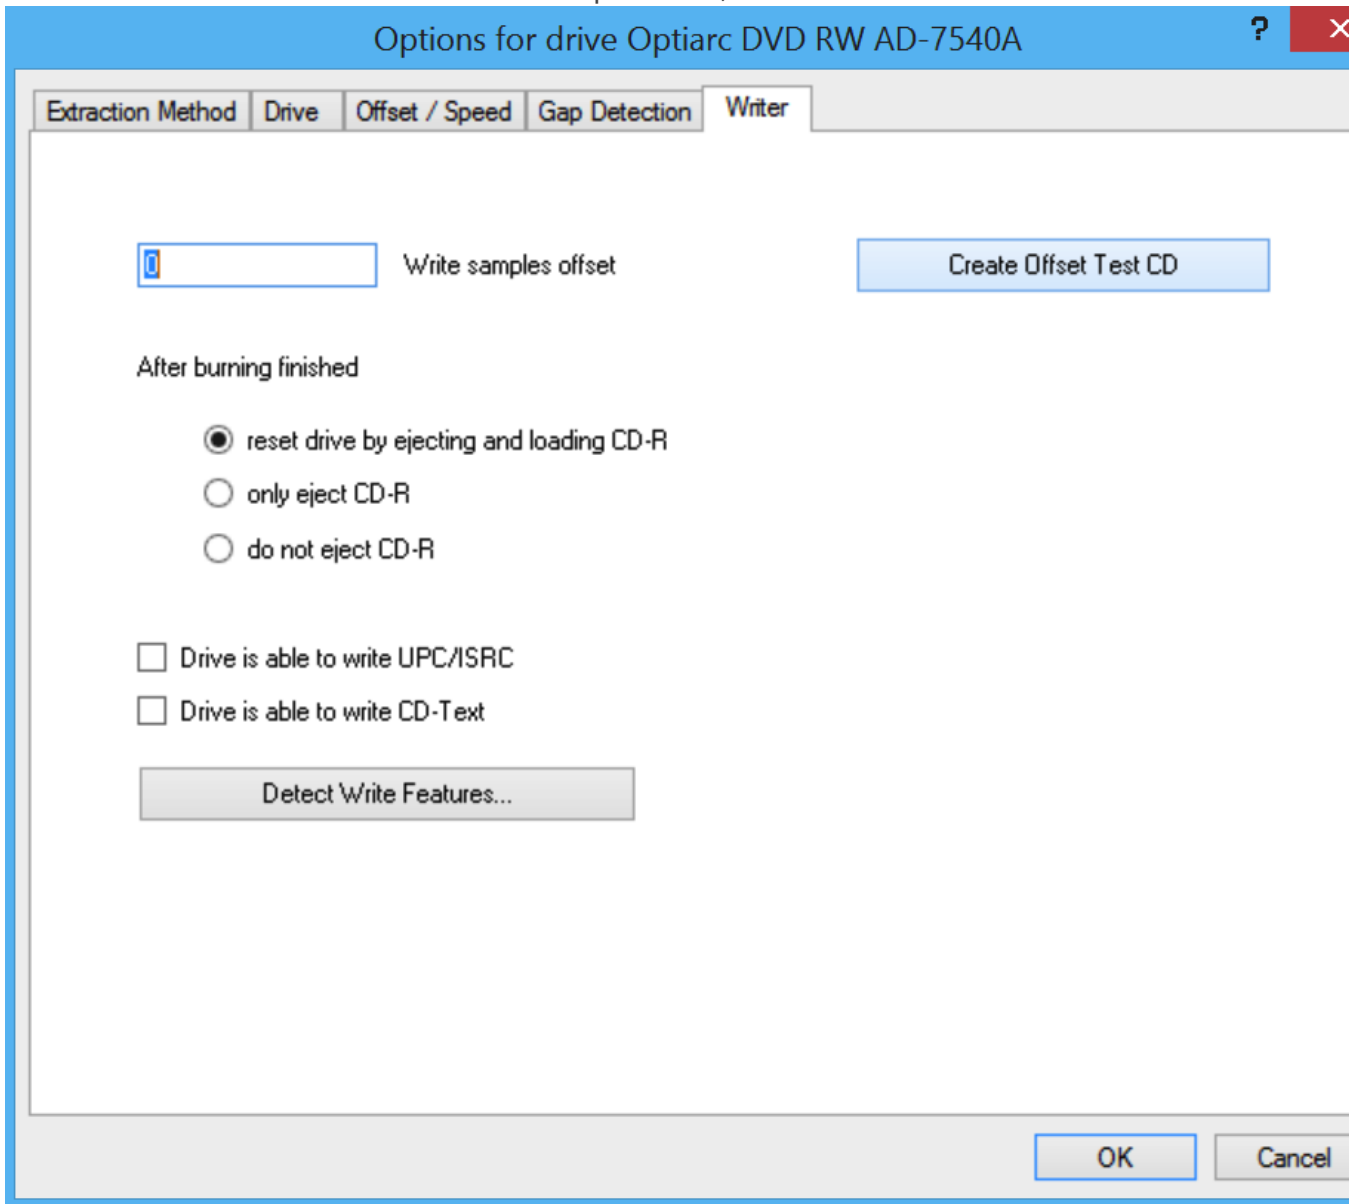 Options for drive Optiarc DVD RW AD-7540A ?
Extraction Method Drive Offset / Speed Gap Detection Writer
0 Write samples offset Create Offset Test CD
After burning finished
reset drive by ejecting and loading CD-R
only eject CD-R
do not eject CD-R
Drive is able to write UPC/ISRC
Drive is able to write CD-Text
Detect Write Features...
OK Cancel